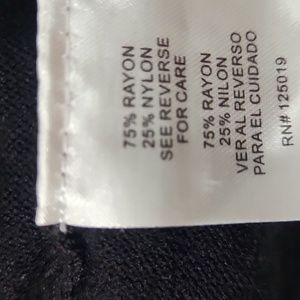 75% RAYON
25% NYLON
SEE REVERSE
FOR CARE
75% RAYON
25% NILON
VER AL REVERSO
PARA EL CUIDADO
RN# 125019